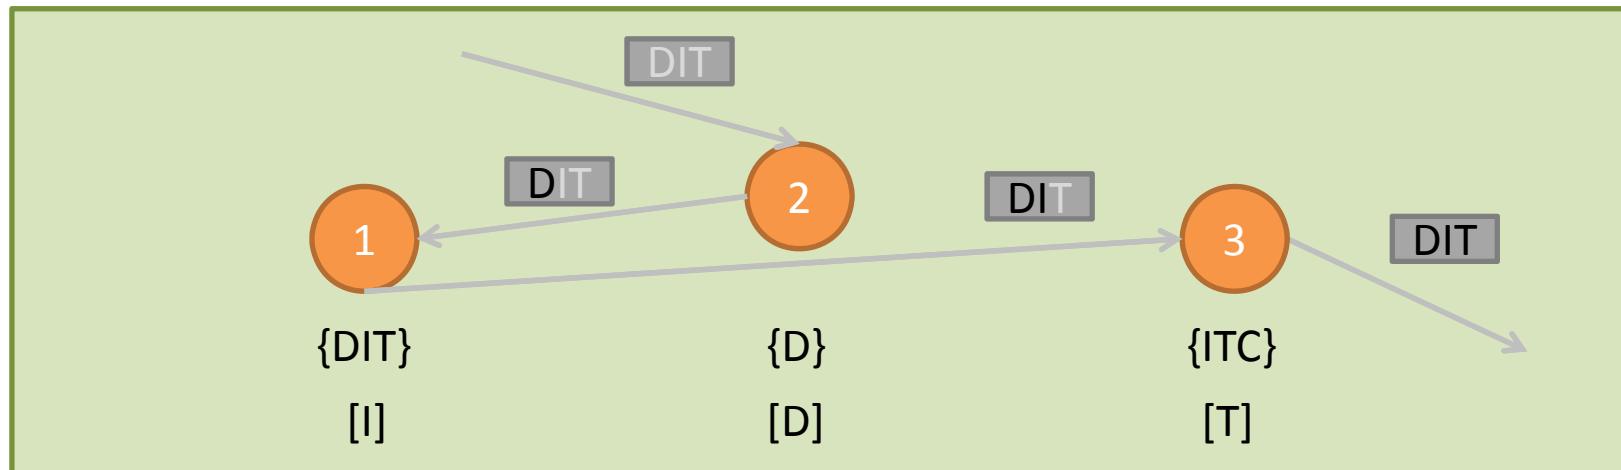 DIT
DIT
2
1
DIT
3
DIT
{DIT}
{D}
{ITC}
[I]
[D]
[T]